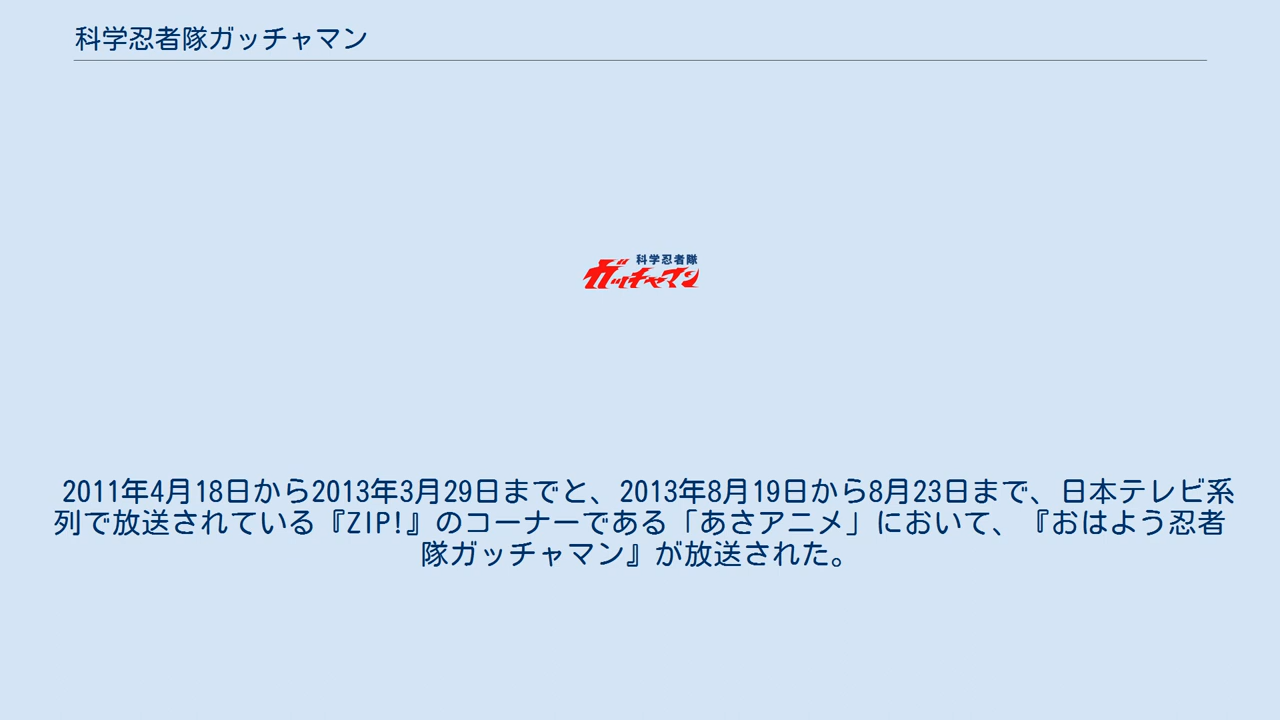 科学忍者隊ガッチャマン
科学忍者隊
ガッチャマン
2011年4月18日から2013年3月29日までと、2013年8月19日から8月23日まで、日本テレビ系
列で放送されている『ZIP!』のコーナーである「あさアニメ」において、『おはよう忍者
隊ガッチャマン』が放送された。